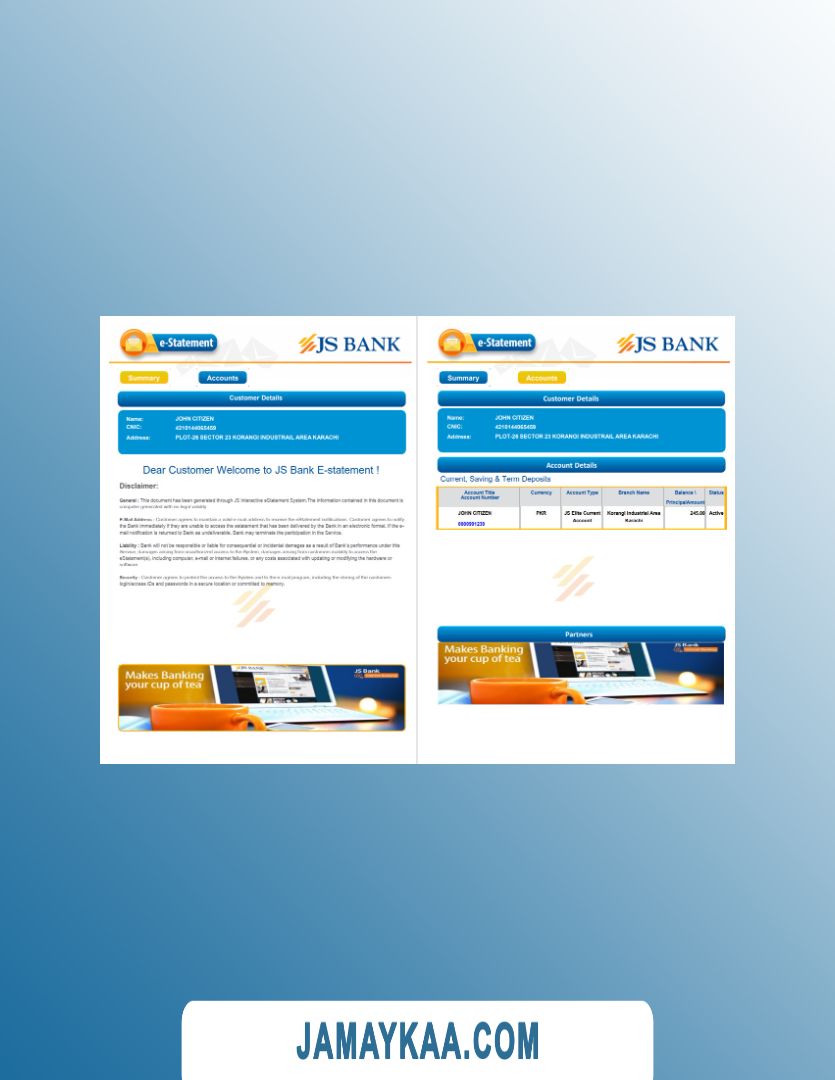 e-Statement
JS BANK
Summary
Accounts
Customer Details
Name: JOHN CITIZEN
CNIC: 4210144065459
Address: PLOT-26 SECTOR 23 KORANGI INDUSTRAIL AREA KARACHI
Dear Customer Welcome to JS Bank E-statement !
Disclaimer:
General : This document has been generated through JS Interactive eStatement System.The information contained in this document is
computer generated with no legal validity
E-Mail Address : Customer agrees to maintain a valid e-mail address to receive the eStatement notifications. Customer agrees to notify
the Bank immediately if they are unable to access the estatement that has been delivered by the Bank in an electronic format. If the e-
mail notification is returned to Bank as undeliverable, Bank may terminate the participation in this Service.
Liability : Bank will not be responsible or liable for consequential or incidental damages as a result of Bank's performance under this
Service, damages arising from unauthorized access to the System, damages arising from customers inability to access the
eStatement(s), including computer, e-mail or Internet failures, or any costs associated with updating or modifying the hardware or
software
Security : Customer agrees to protect the access to the System and to the e-mail program, including the storing of the customers
login/access IDs and passwords in a secure location or committed to memory.
Makes Banking
your cup of tea
JS Bank
e-Statement
JS BANK
Summary
Accounts
Customer Details
Name: JOHN CITIZEN
CNIC: 4210144065459
Address: PLOT-26 SECTOR 23 KORANGI INDUSTRAIL AREA KARACHI
Account Details
Current, Saving & Term Deposits
Account Title Currency Account Type Branch Name Balance \ Status
Account Number PrincipalAmount
JOHN CITIZEN PKR JS Elite Current Korangi Industrial Area 245.00 Active
0000991230 Account Karachi
Partners
Makes Banking
your cup of tea
JS Bank
JAMAYKAA.COM